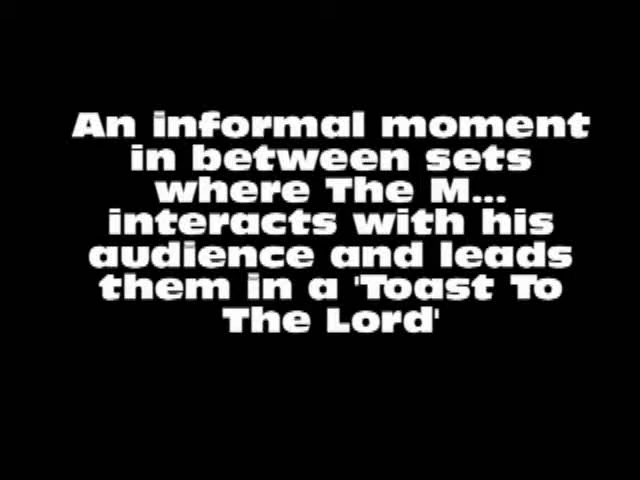 An informal moment
in between sets
where The M...
interacts with his
audience and leads
them in a 'Toast To
The Lord'